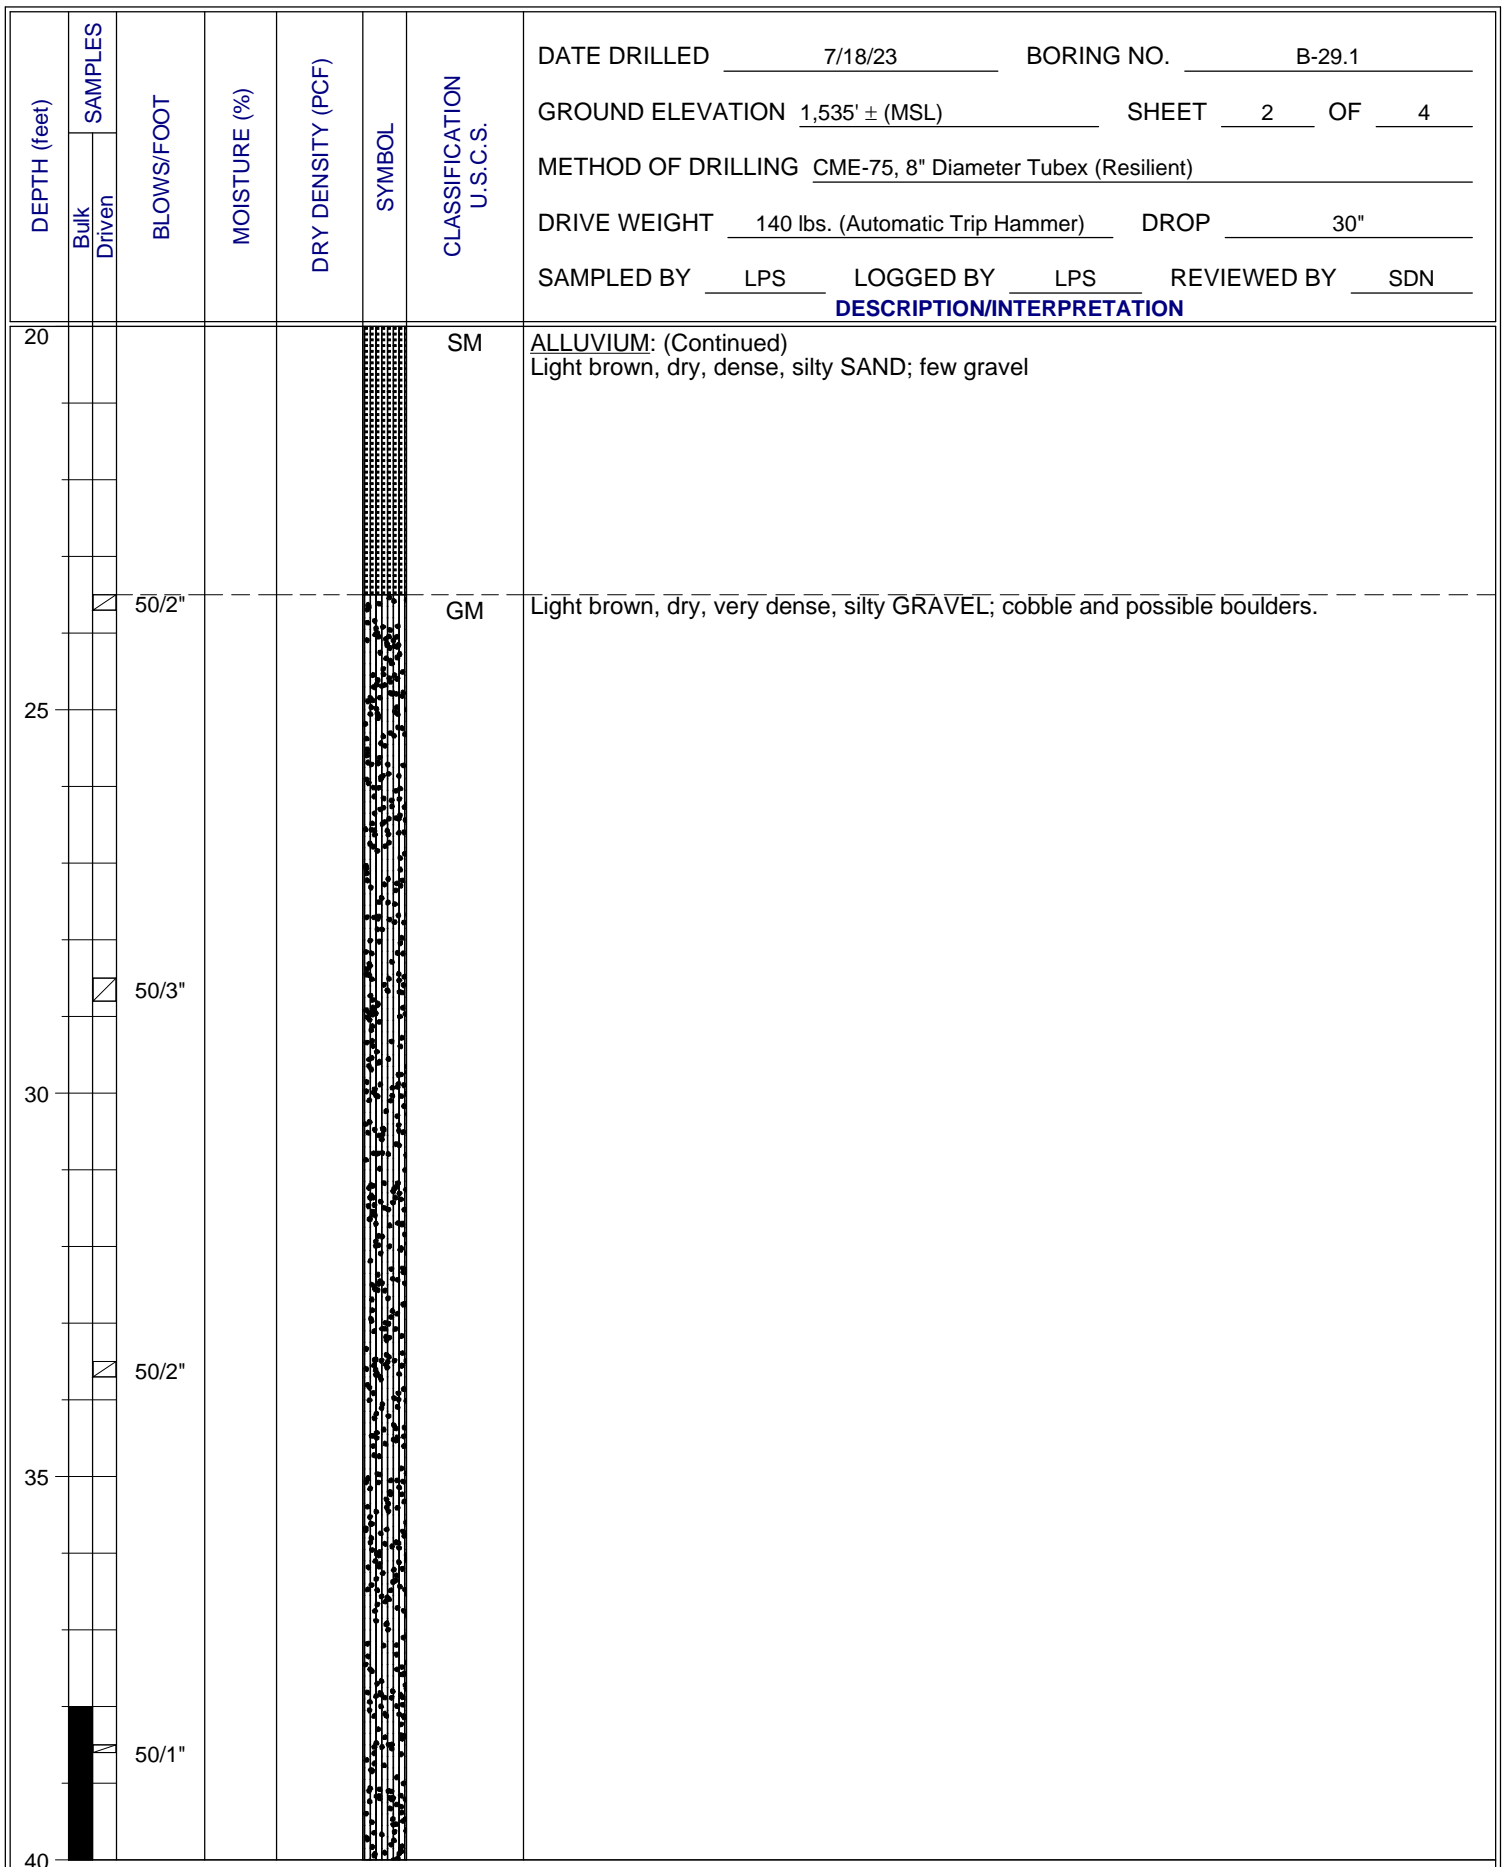 DEPTH (feet)
SAMPLES
Bulk
Driven
BLOWS/FOOT
MOISTURE (%)
DRY DENSITY (PCF)
SYMBOL
CLASSIFICATION
U.S.C.S.
DATE DRILLED 7/18/23 BORING NO. B-29.1
GROUND ELEVATION 1,535' ± (MSL) SHEET 2 OF 4
METHOD OF DRILLING CME-75, 8" Diameter Tubex (Resilient)
DRIVE WEIGHT 140 lbs. (Automatic Trip Hammer) DROP 30"
SAMPLED BY LPS LOGGED BY LPS REVIEWED BY SDN
DESCRIPTION/INTERPRETATION
20 SM ALLUVIUM: (Continued)
Light brown, dry, dense, silty SAND; few gravel
50/2" GM Light brown, dry, very dense, silty GRAVEL; cobble and possible boulders.
25
50/3"
30
50/2"
35
50/1"
40